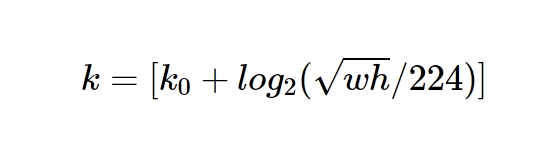 k = [k₀ + log₂(√wh/224)]